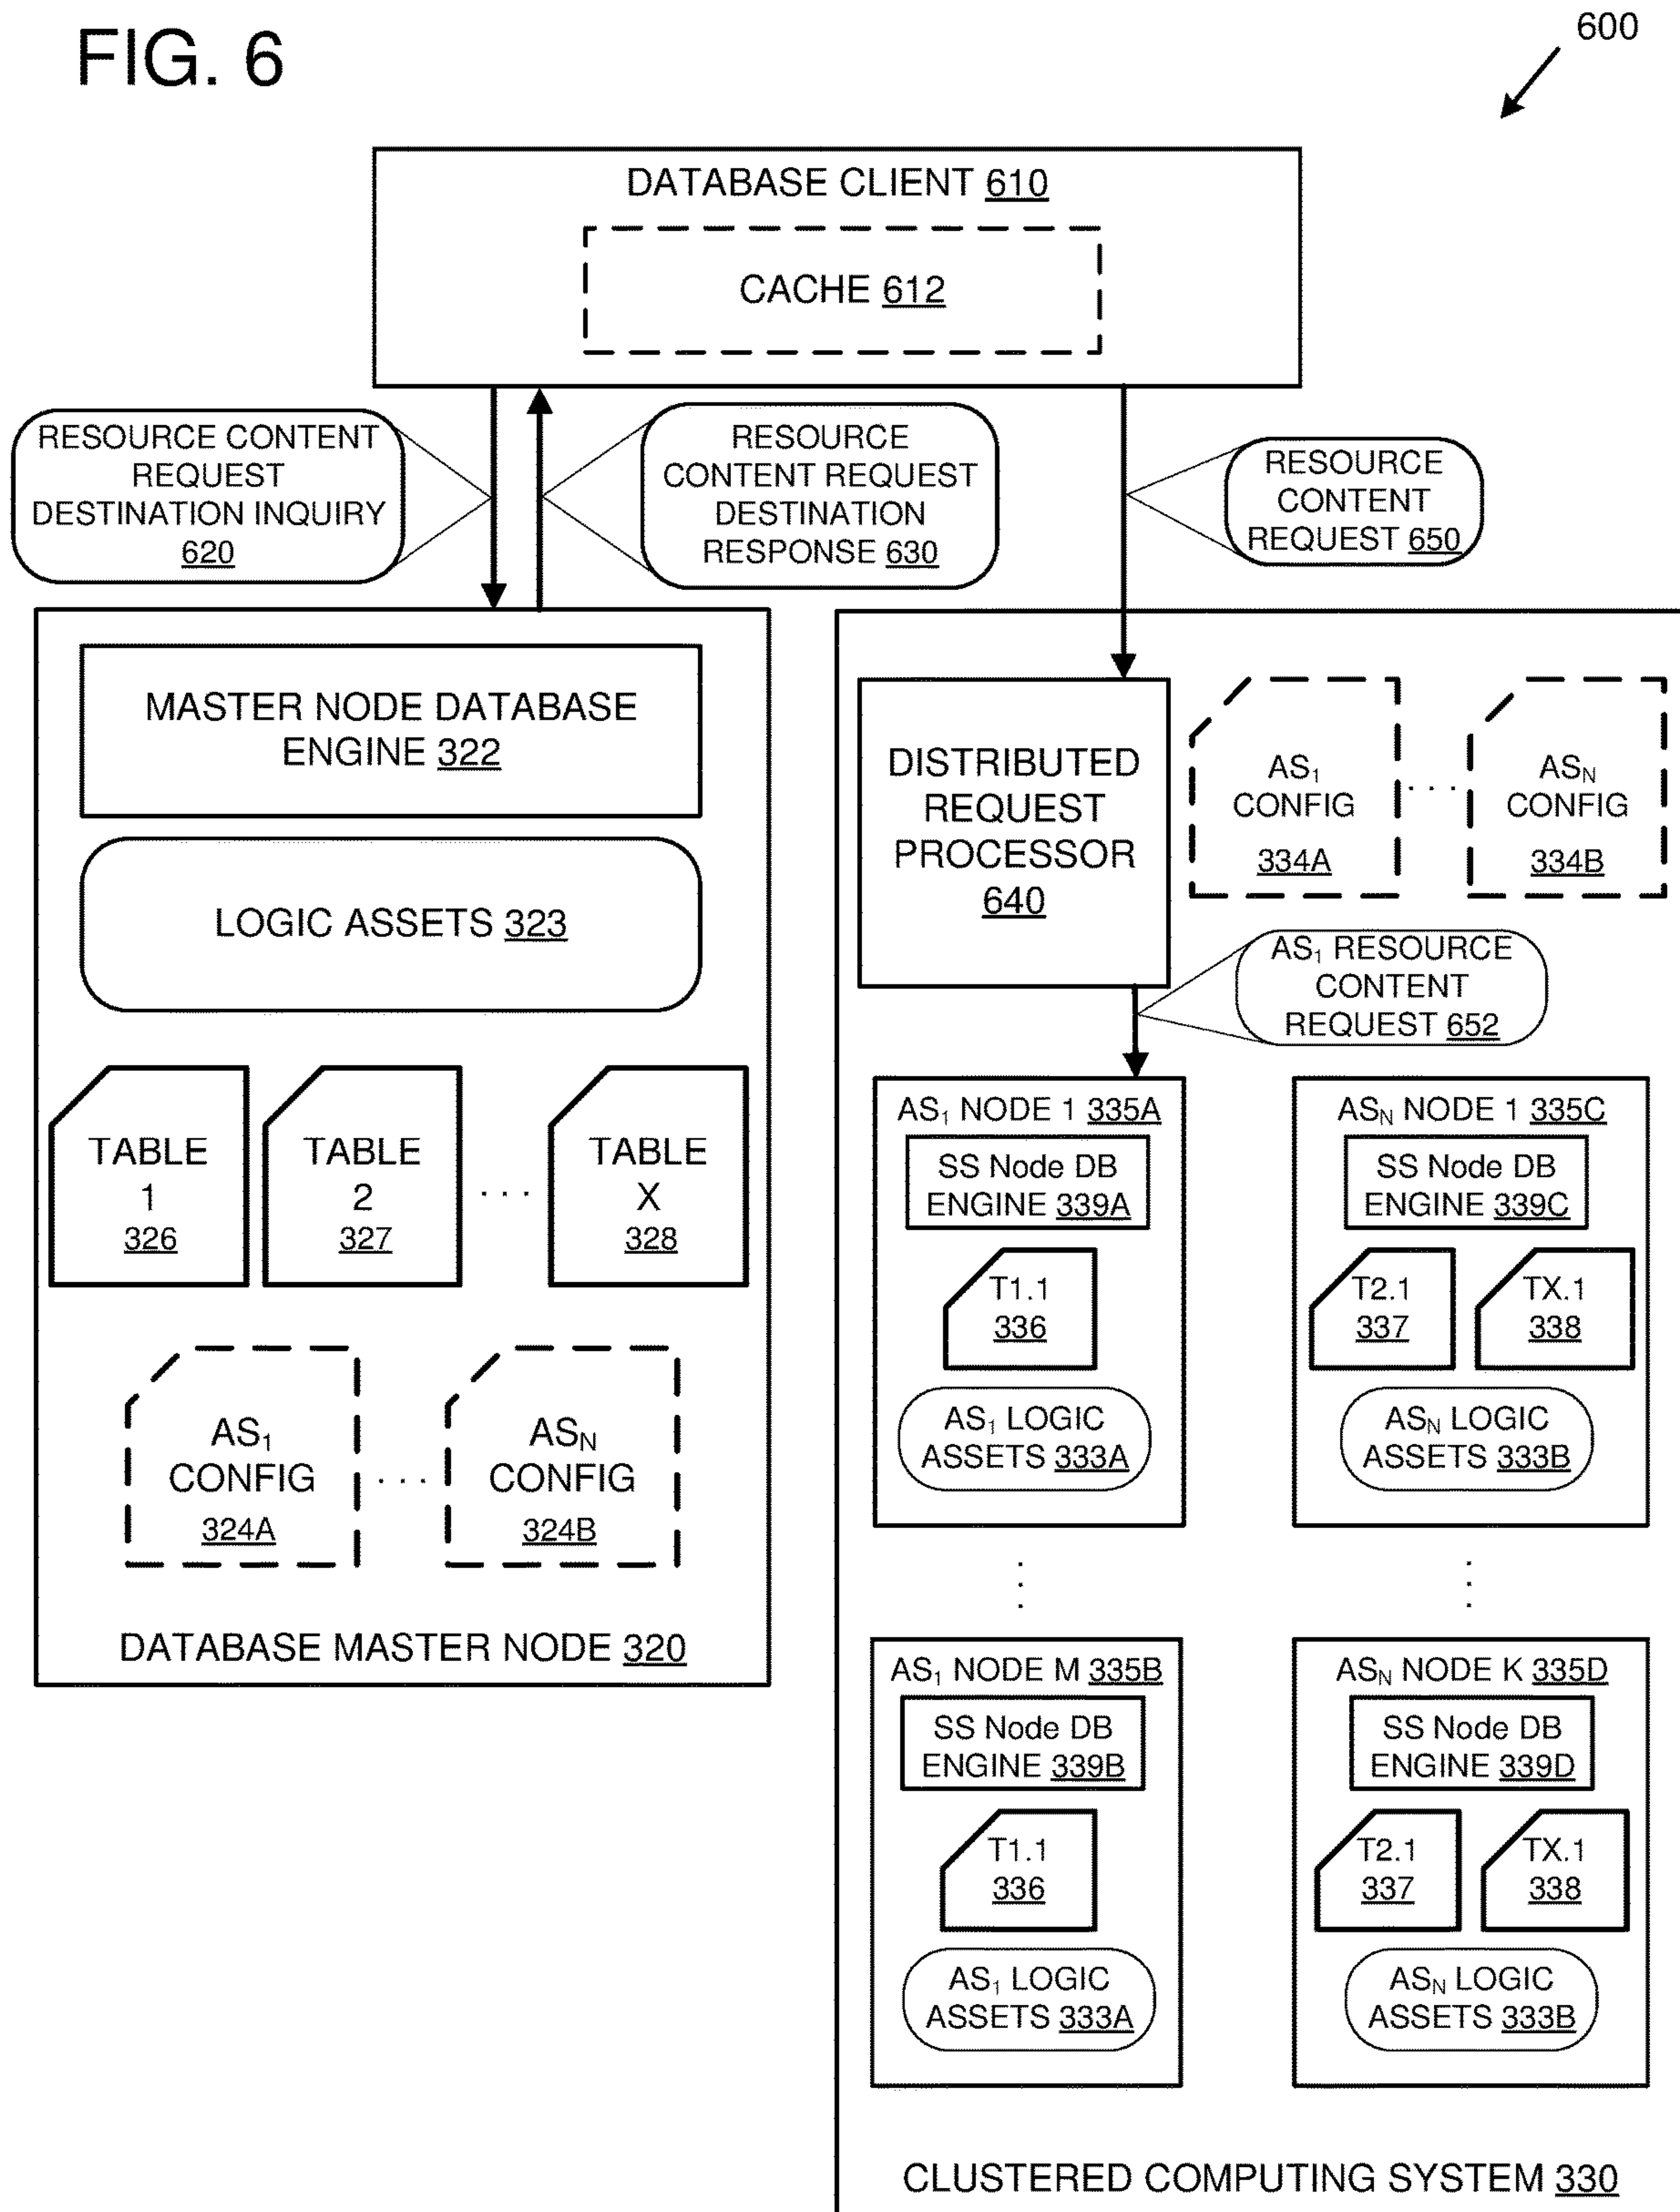 FIG. 6
600
DATABASE CLIENT 610
CACHE 612
RESOURCE CONTENT
REQUEST
DESTINATION INQUIRY
620
RESOURCE
CONTENT REQUEST
DESTINATION
RESPONSE 630
RESOURCE
CONTENT
REQUEST 650
MASTER NODE DATABASE
ENGINE 322
LOGIC ASSETS 323
TABLE
1
326
TABLE
2
327
. . .
TABLE
X
328
AS₁
CONFIG
324A
. . .
AS_N
CONFIG
324B
DATABASE MASTER NODE 320
DISTRIBUTED
REQUEST
PROCESSOR
640
AS₁
CONFIG
334A
. . .
AS_N
CONFIG
334B
AS₁ RESOURCE
CONTENT
REQUEST 652
AS₁ NODE 1 335A
SS Node DB
ENGINE 339A
T1.1
336
AS₁ LOGIC
ASSETS 333A
AS_N NODE 1 335C
SS Node DB
ENGINE 339C
T2.1
337
TX.1
338
AS_N LOGIC
ASSETS 333B
AS₁ NODE M 335B
SS Node DB
ENGINE 339B
T1.1
336
AS₁ LOGIC
ASSETS 333A
AS_N NODE K 335D
SS Node DB
ENGINE 339D
T2.1
337
TX.1
338
AS_N LOGIC
ASSETS 333B
CLUSTERED COMPUTING SYSTEM 330